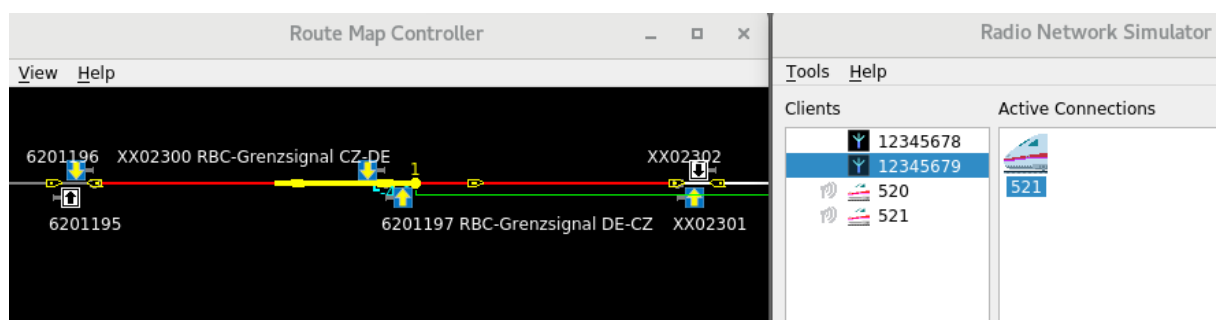 Route Map Controller
View Help
6201196 XX02300 RBC-Grenzsignal CZ-DE
1
XX02302
6201195
6201197 RBC-Grenzsignal DE-CZ
XX02301
Radio Network Simulator
Tools Help
Clients
12345678
12345679
520
521
Active Connections
521